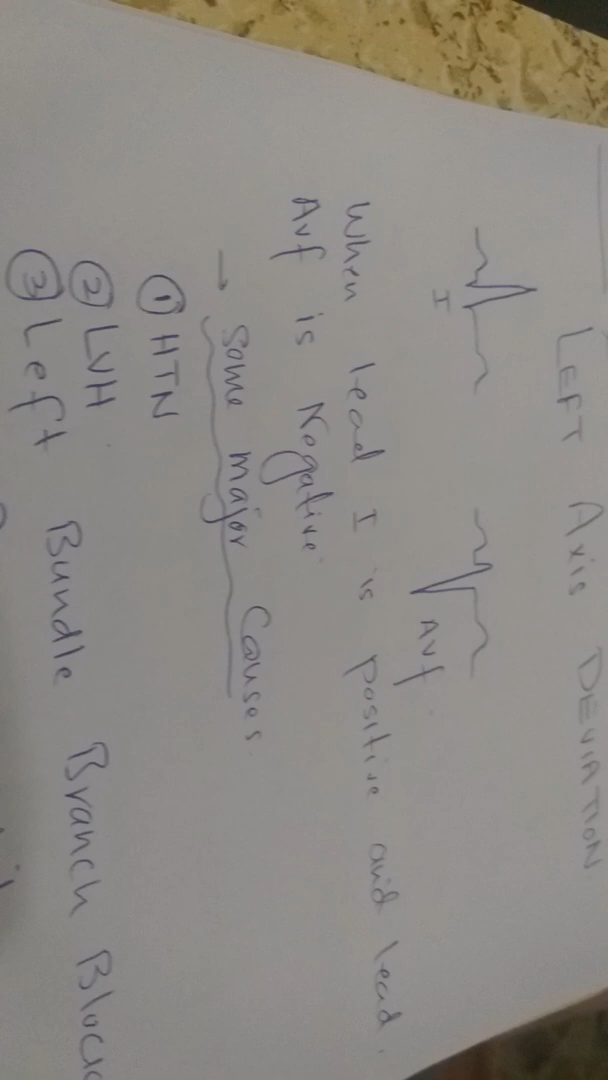 LEFT AXIS DEVIATION
I Avf.
When lead I is positive and lead.
Avf is Negative.
→ Some major Causes.
① HTN
② LVH
③ Left Bundle Branch